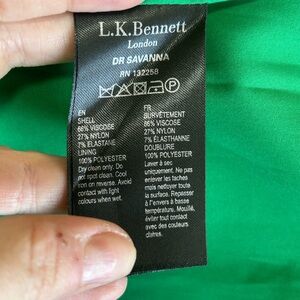 L.K.Bennett
London
DR SAVANNA
RN 132258
EN
SHELL
66% VISCOSE
27% NYLON
7% ELASTANE
LINING
100% POLYESTER
Dry clean only. Do
not spot clean. Cool
iron on reverse. Avoid
contact with light
colours when wet.
FR
SURVÊTEMENT
66% VISCOSE
27% NYLON
7% ÉLASTHANNE
DOUBLURE
100% POLYESTER
Laver à sec
uniquement. Ne pas
enlever les taches
mais nettoyer toute
la surface. Repasser à
l'envers à basse
température. Mouillé,
éviter tout contact
avec des couleurs
claires.